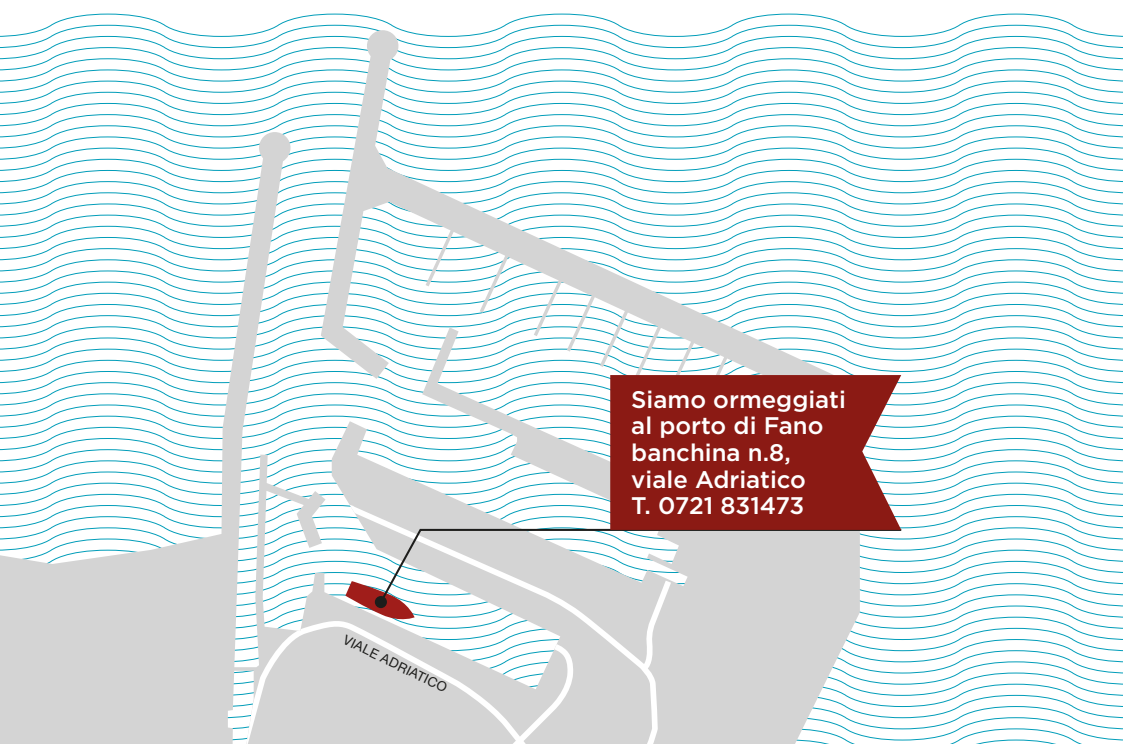 Siamo ormeggiati
al porto di Fano
banchina n.8,
viale Adriatico
T. 0721 831473
VIALE ADRIATICO